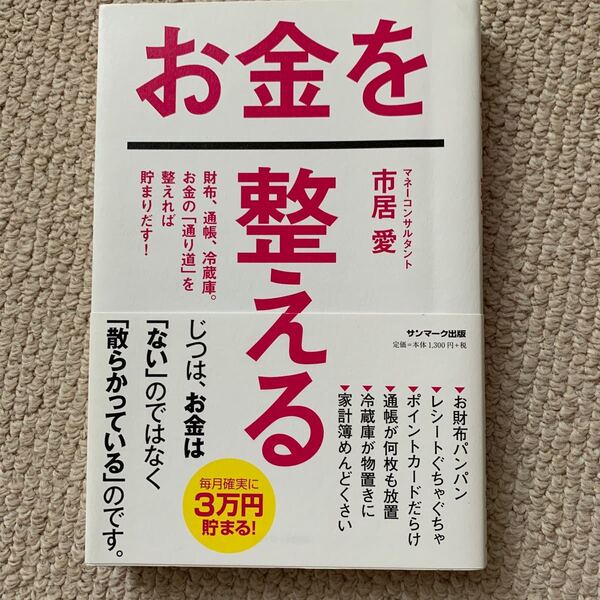 お金を
整える
マネーコンサルタント
市居 愛
財布、通帳、冷蔵庫。
お金の「通り道」を
整えれば
貯まりだす!
サンマーク出版
定価=本体1,300円+税
▼お財布パンパン
▼レシートぐちゃぐちゃ
▼ポイントカードだらけ
▼通帳が何枚も放置
▼冷蔵庫が物置きに
▼家計簿めんどくさい
じつは、お金は
「ない」のではなく
「散らかっている」のです。
毎月確実に
3万円
貯まる!